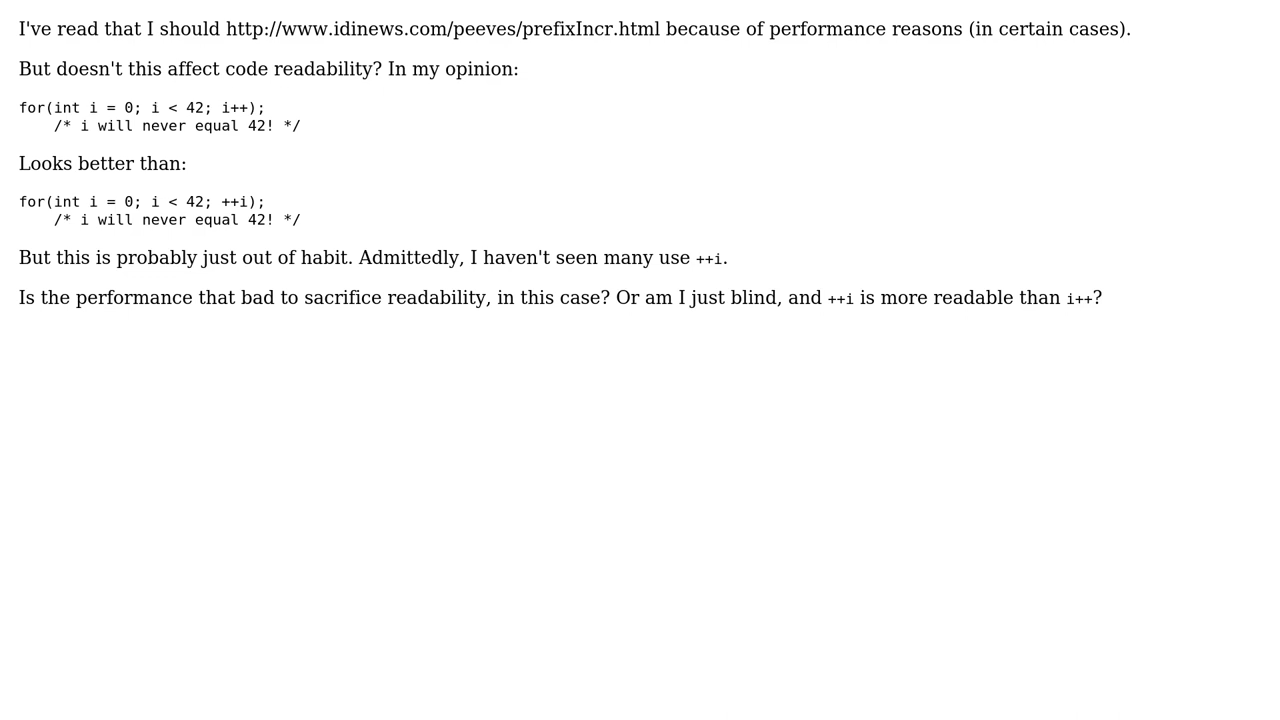 I've read that I should http://www.idinews.com/peeves/prefixIncr.html because of performance reasons (in certain cases).
But doesn't this affect code readability? In my opinion:
for(int i = 0; i < 42; i++);
    /* i will never equal 42! */
Looks better than:
for(int i = 0; i < 42; ++i);
    /* i will never equal 42! */
But this is probably just out of habit. Admittedly, I haven't seen many use ++i.
Is the performance that bad to sacrifice readability, in this case? Or am I just blind, and ++i is more readable than i++?